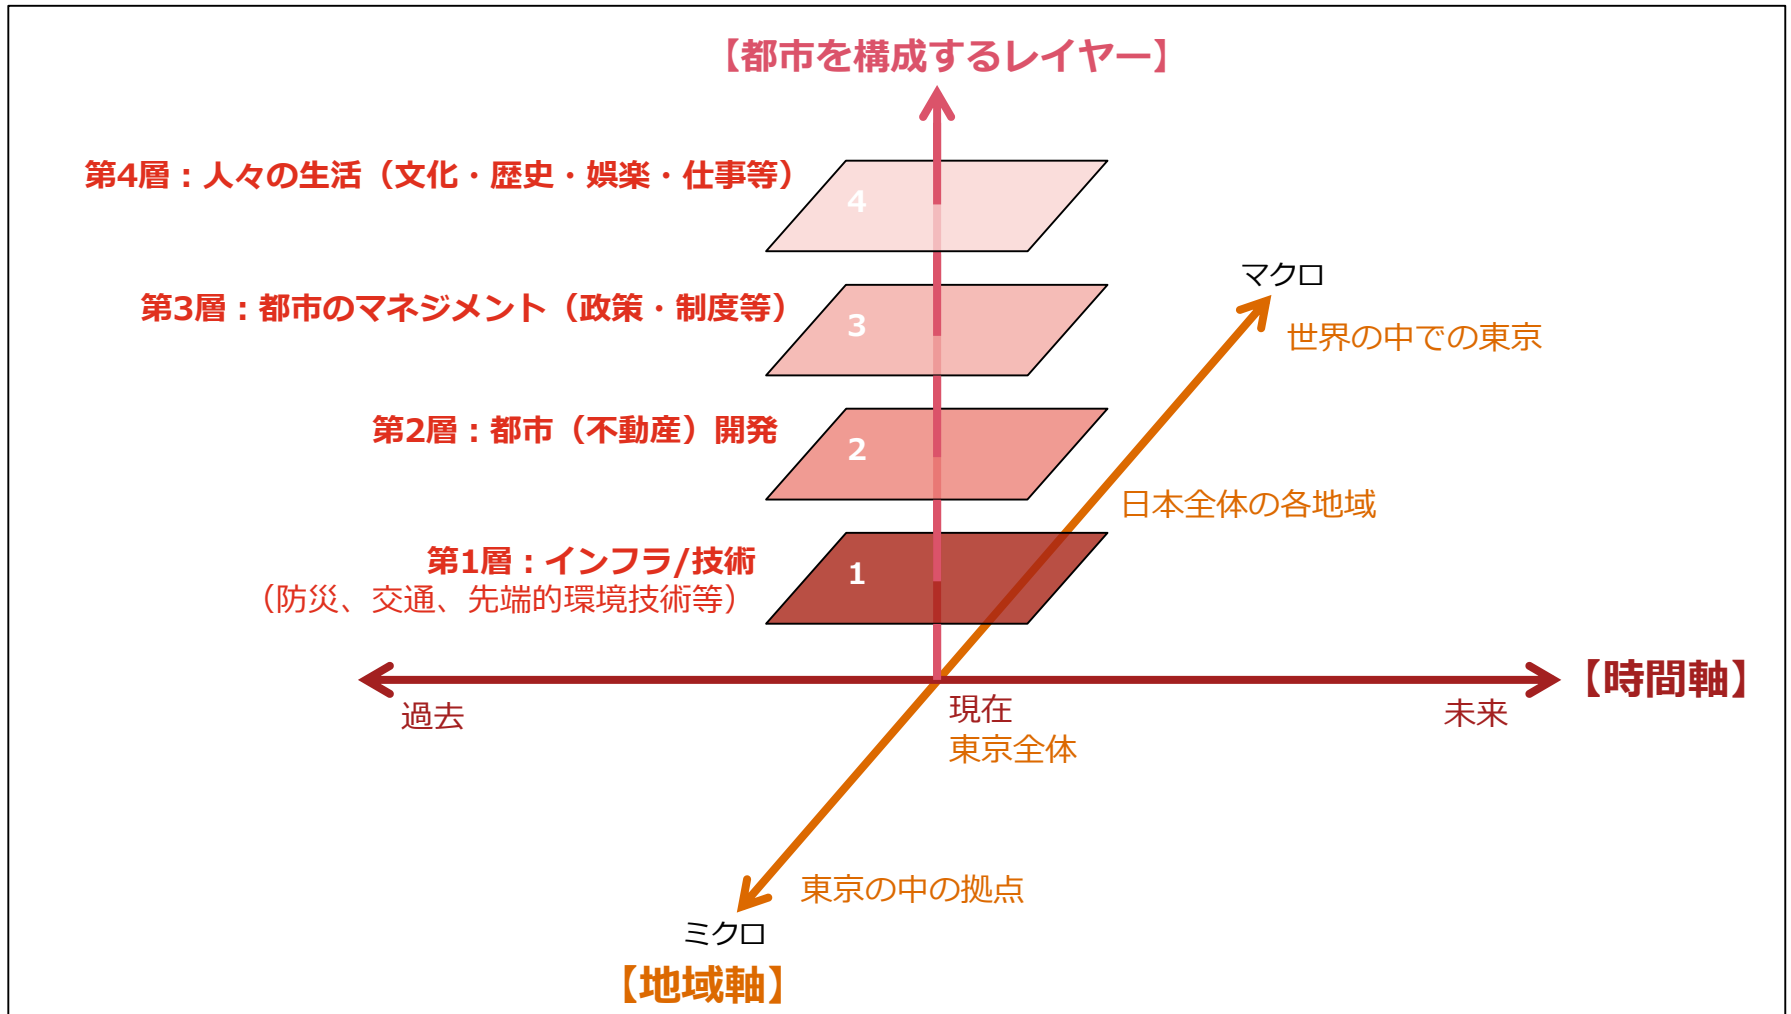 【都市を構成するレイヤー】
第4層：人々の生活（文化・歴史・娯楽・仕事等）
4
マクロ
第3層：都市のマネジメント（政策・制度等）
3
世界の中での東京
第2層：都市（不動産）開発
2
日本全体の各地域
第1層：インフラ/技術
（防災、交通、先端的環境技術等）
1
【時間軸】
過去
現在
未来
東京全体
東京の中の拠点
ミクロ
【地域軸】